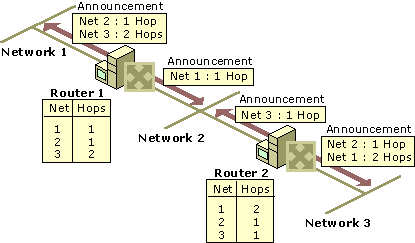 Announcement
Net 2 : 1 Hop
Net 3 : 2 Hops
Network 1
Announcement
Net 1 : 1 Hop
Router 1
Net Hops
1 1
2 1
3 2
Network 2
Announcement
Net 3 : 1 Hop
Announcement
Net 2 : 1 Hop
Net 1 : 2 Hops
Router 2
Net Hops
1 2
2 1
3 1
Network 3